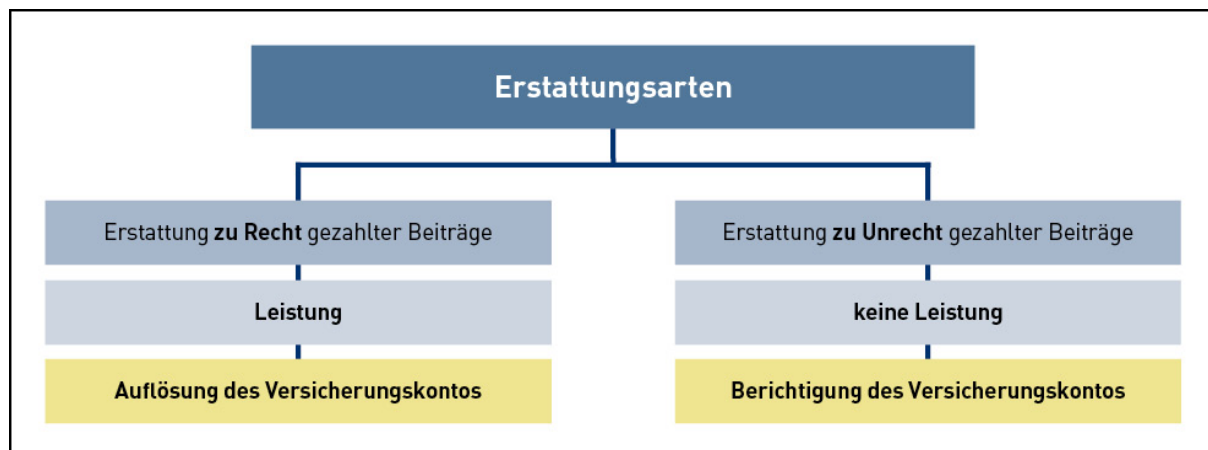 Erstattungsarten
Erstattung zu Recht gezahlter Beiträge
Leistung
Auflösung des Versicherungskontos
Erstattung zu Unrecht gezahlter Beiträge
keine Leistung
Berichtigung des Versicherungskontos